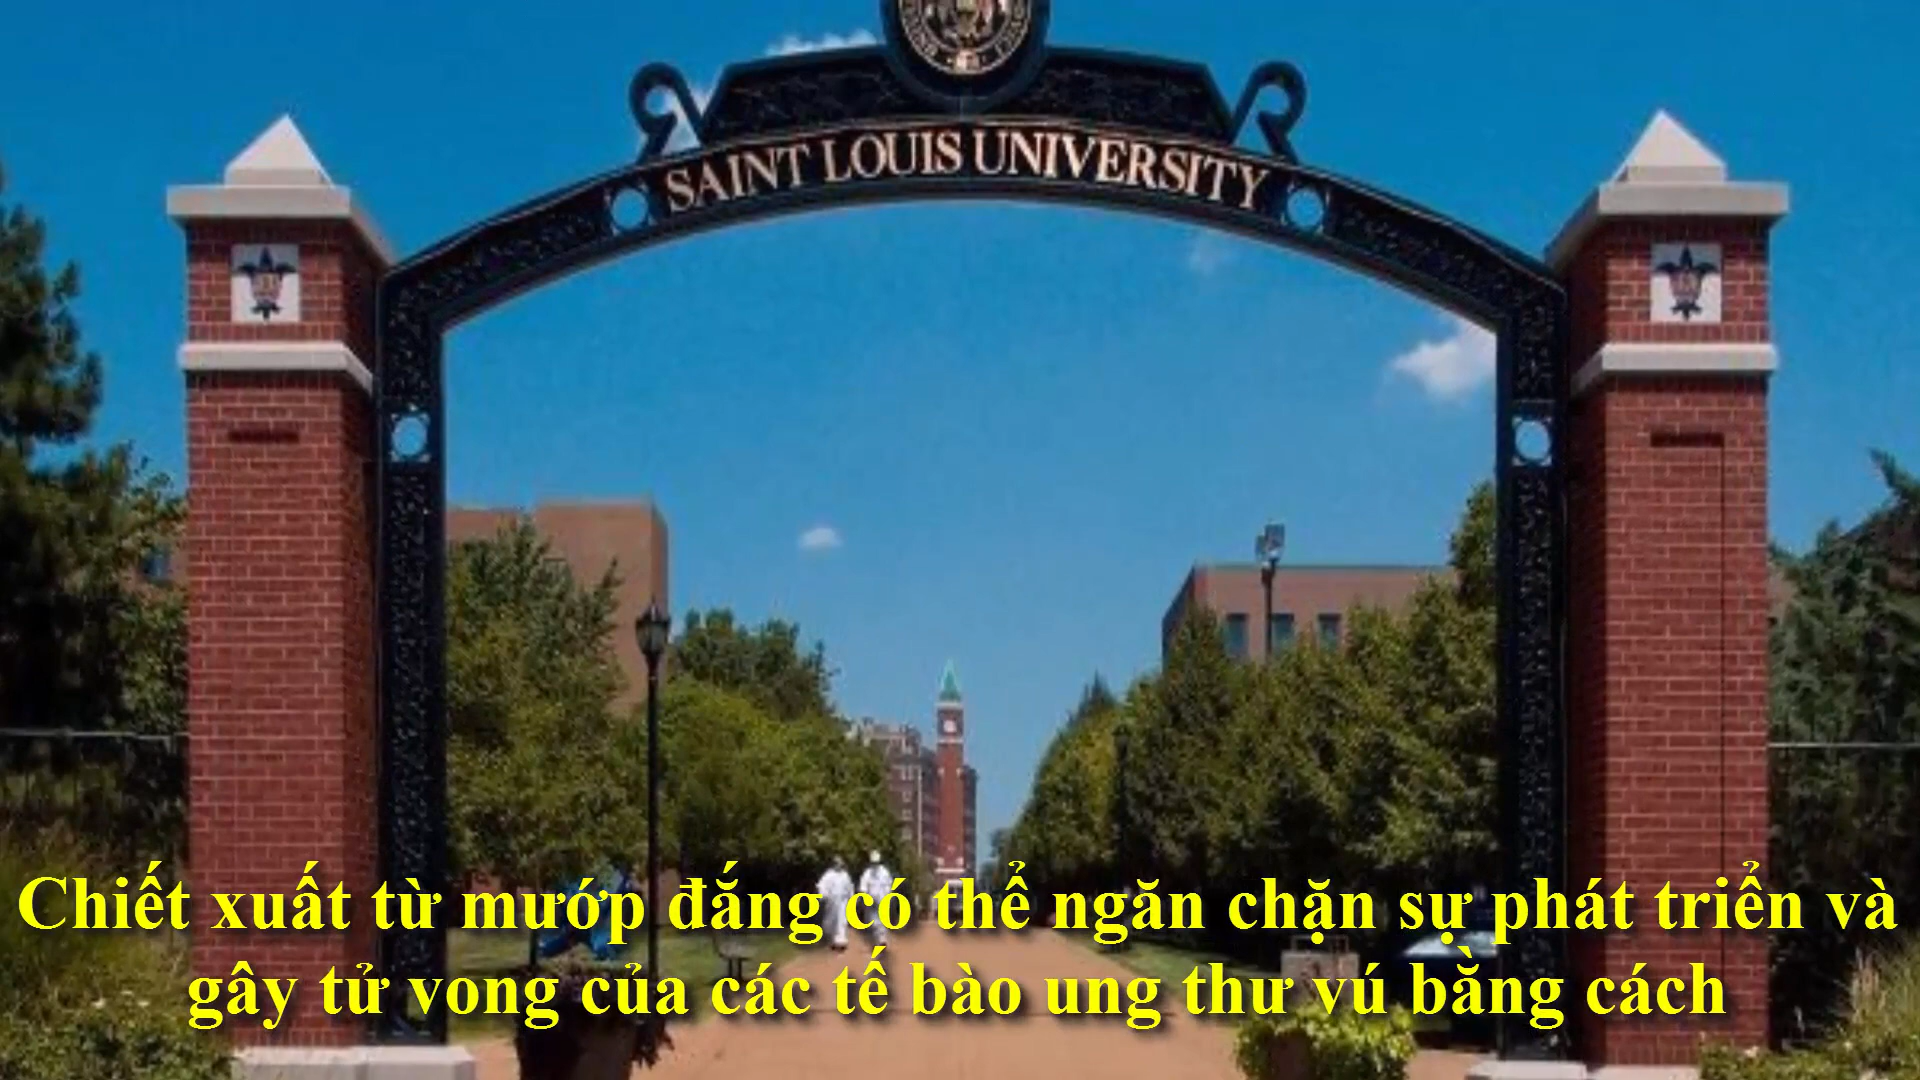 SAINT LOUIS UNIVERSITY
Chiết xuất từ mướp đắng có thể ngăn chặn sự phát triển và
gây tử vong của các tế bào ung thư vú bằng cách